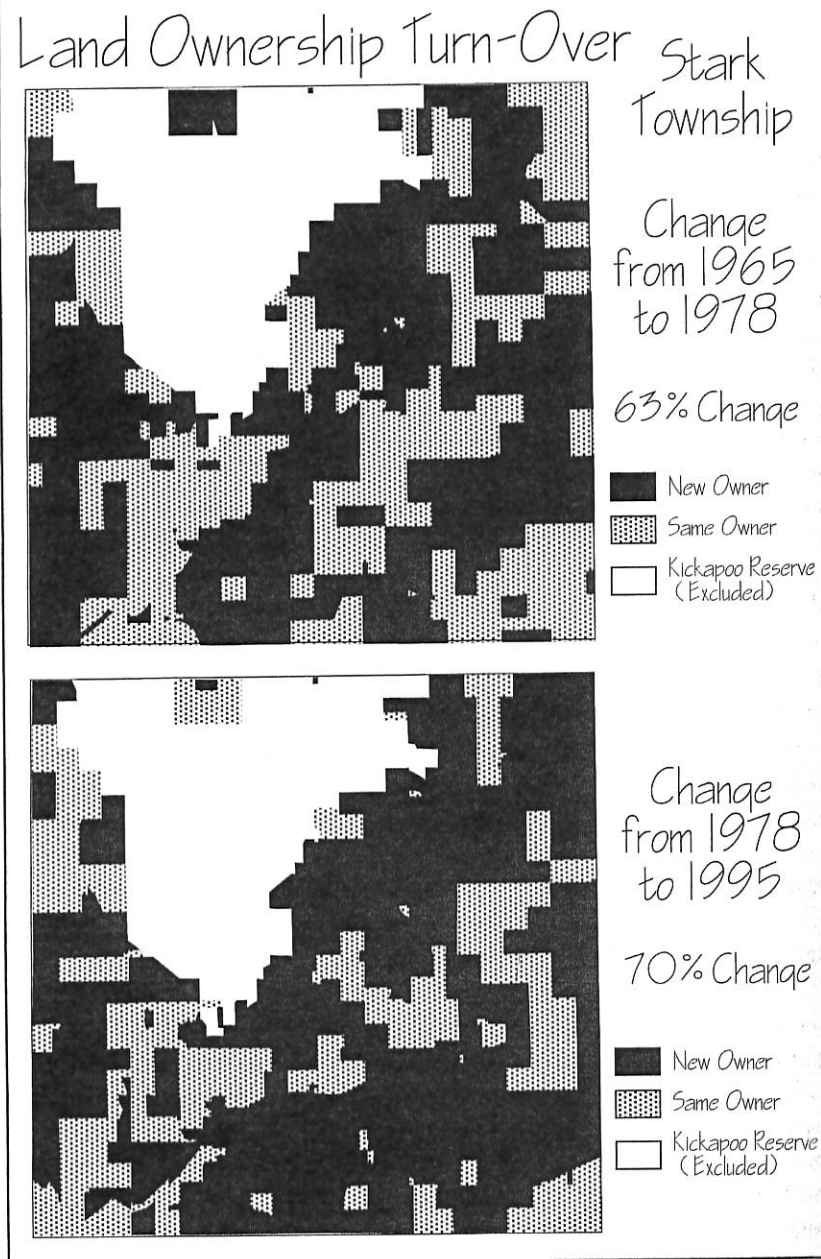 Land Ownership Turn-Over
Stark
Township
Change
from 1965
to 1978
63% Change
New Owner
Same Owner
Kickapoo Reserve
(Excluded)
Change
from 1978
to 1995
70% Change
New Owner
Same Owner
Kickapoo Reserve
(Excluded)